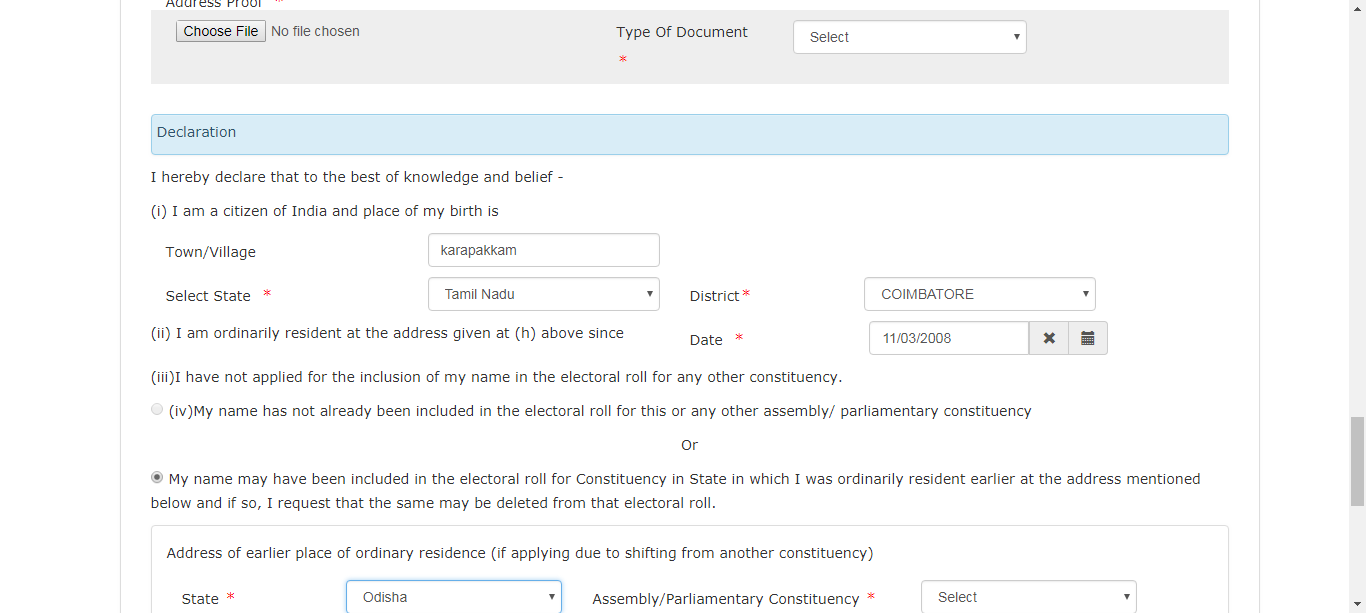 Address Proof *
Choose File No file chosen Type Of Document Select
*
Declaration
I hereby declare that to the best of knowledge and belief -
(i) I am a citizen of India and place of my birth is
Town/Village karapakkam
Select State * Tamil Nadu District* COIMBATORE
(ii) I am ordinarily resident at the address given at (h) above since Date * 11/03/2008
(iii)I have not applied for the inclusion of my name in the electoral roll for any other constituency.
(iv)My name has not already been included in the electoral roll for this or any other assembly/ parliamentary constituency
Or
My name may have been included in the electoral roll for Constituency in State in which I was ordinarily resident earlier at the address mentioned
below and if so, I request that the same may be deleted from that electoral roll.
Address of earlier place of ordinary residence (if applying due to shifting from another constituency)
State * Odisha Assembly/Parliamentary Constituency * Select